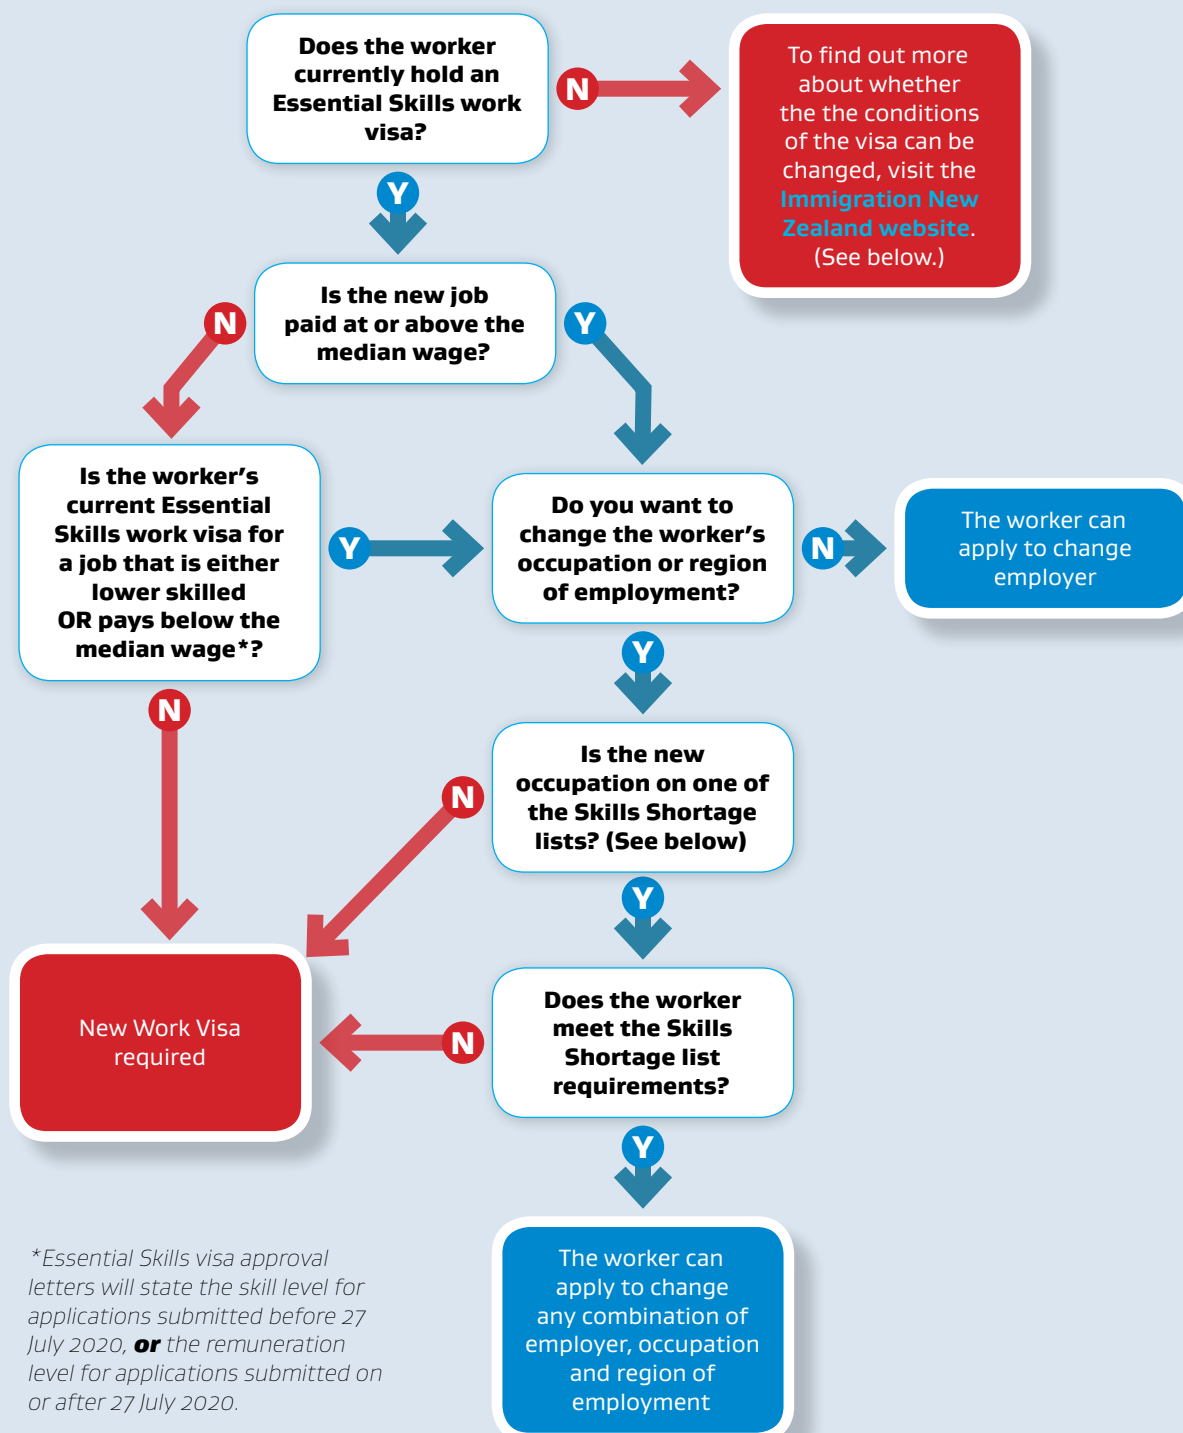 Does the worker
currently hold an
Essential Skills work
visa?
N
To find out more
about whether
the the conditions
of the visa can be
changed, visit the
Immigration New
Zealand website.
(See below.)
Y
Is the new job
paid at or above the
median wage?
N
Y
Is the worker's
current Essential
Skills work visa for
a job that is either
lower skilled
OR pays below the
median wage*?
Y
Do you want to
change the worker's
occupation or region
of employment?
N
The worker can
apply to change
employer
N
Y
Is the new
occupation on one of
the Skills Shortage
lists? (See below)
N
Y
New Work Visa
required
N
Does the worker
meet the Skills
Shortage list
requirements?
Y
The worker can
apply to change
any combination of
employer, occupation
and region of
employment
*Essential Skills visa approval
letters will state the skill level for
applications submitted before 27
July 2020, or the remuneration
level for applications submitted on
or after 27 July 2020.